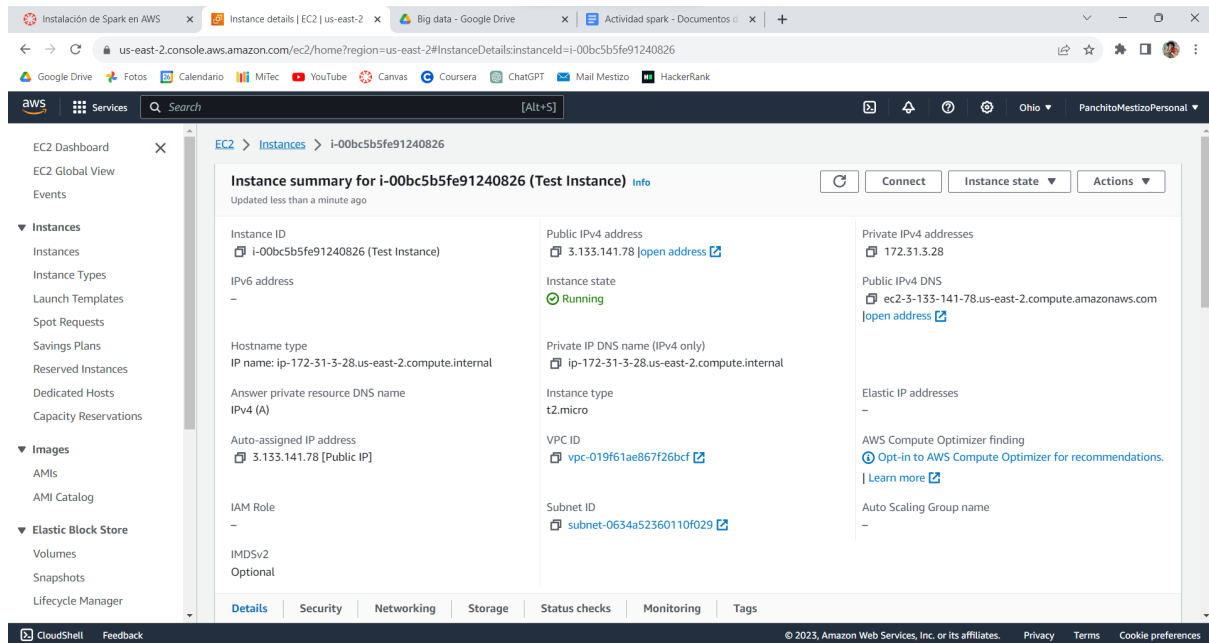 Instalación de Spark en AWS
Instance details | EC2 | us-east-2
Big data - Google Drive
Actividad spark - Documentos d
us-east-2.console.aws.amazon.com/ec2/home?region=us-east-2#InstanceDetails:instanceId=i-00bc5b5fe91240826
Google Drive Fotos Calendario MiTec YouTube Canvas Coursera ChatGPT Mail Mestizo HackerRank
aws Services Search [Alt+S] Ohio PanchitoMestizoPersonal
EC2 Dashboard
EC2 Global View
Events
Instances
Instances
Instance Types
Launch Templates
Spot Requests
Savings Plans
Reserved Instances
Dedicated Hosts
Capacity Reservations
Images
AMIs
AMI Catalog
Elastic Block Store
Volumes
Snapshots
Lifecycle Manager
EC2 > Instances > i-00bc5b5fe91240826
Instance summary for i-00bc5b5fe91240826 (Test Instance) Info
Updated less than a minute ago
Connect Instance state Actions
Instance ID
i-00bc5b5fe91240826 (Test Instance)
Public IPv4 address
3.133.141.78 |open address
Private IPv4 addresses
172.31.3.28
IPv6 address
–
Instance state
Running
Public IPv4 DNS
ec2-3-133-141-78.us-east-2.compute.amazonaws.com
|open address
Hostname type
IP name: ip-172-31-3-28.us-east-2.compute.internal
Private IP DNS name (IPv4 only)
ip-172-31-3-28.us-east-2.compute.internal
Answer private resource DNS name
IPv4 (A)
Instance type
t2.micro
Elastic IP addresses
–
Auto-assigned IP address
3.133.141.78 [Public IP]
VPC ID
vpc-019f61ae867f26bcf
AWS Compute Optimizer finding
Opt-in to AWS Compute Optimizer for recommendations.
| Learn more
IAM Role
–
Subnet ID
subnet-0634a52360110f029
Auto Scaling Group name
–
IMDSv2
Optional
Details Security Networking Storage Status checks Monitoring Tags
CloudShell Feedback © 2023, Amazon Web Services, Inc. or its affiliates. Privacy Terms Cookie preferences